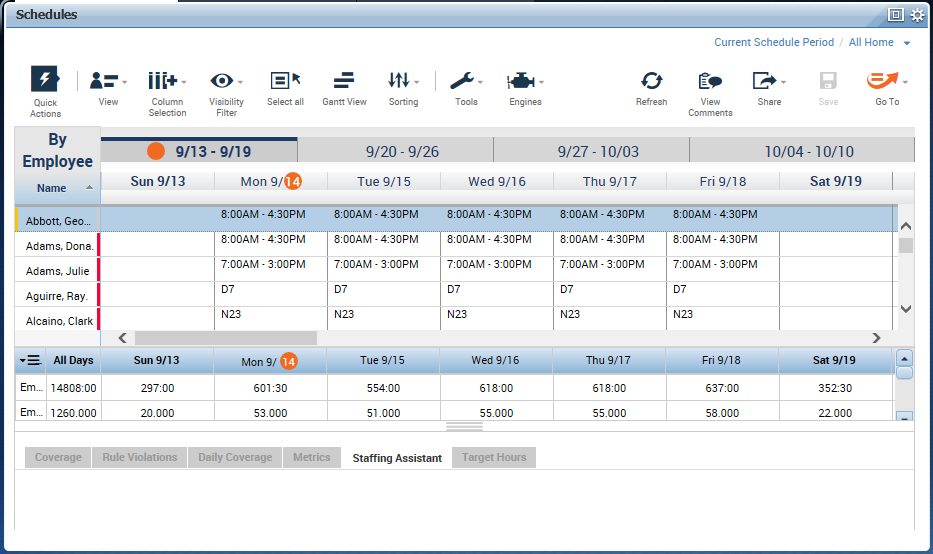 Schedules
Current Schedule Period / All Home
Quick Actions
View
Column Selection
Visibility Filter
Select all
Gantt View
Sorting
Tools
Engines
Refresh
View Comments
Share
Save
Go To
By Employee
9/13 - 9/19 9/20 - 9/26 9/27 - 10/03 10/04 - 10/10
Name Sun 9/13 Mon 9/14 Tue 9/15 Wed 9/16 Thu 9/17 Fri 9/18 Sat 9/19
Abbott, Geo... 8:00AM - 4:30PM 8:00AM - 4:30PM 8:00AM - 4:30PM 8:00AM - 4:30PM 8:00AM - 4:30PM
Adams, Dona. 8:00AM - 4:30PM 8:00AM - 4:30PM 8:00AM - 4:30PM 8:00AM - 4:30PM 8:00AM - 4:30PM
Adams, Julie 7:00AM - 3:00PM 7:00AM - 3:00PM 7:00AM - 3:00PM 7:00AM - 3:00PM 7:00AM - 3:00PM
Aguirre, Ray. D7 D7 D7 D7 D7
Alcaino, Clark N23 N23 N23 N23 N23
All Days Sun 9/13 Mon 9/ 14 Tue 9/15 Wed 9/16 Thu 9/17 Fri 9/18 Sat 9/19
Em... 14808:00 297:00 601:30 554:00 618:00 618:00 637:00 352:30
Em... 1260.000 20.000 53.000 51.000 55.000 55.000 58.000 22.000
Coverage Rule Violations Daily Coverage Metrics Staffing Assistant Target Hours